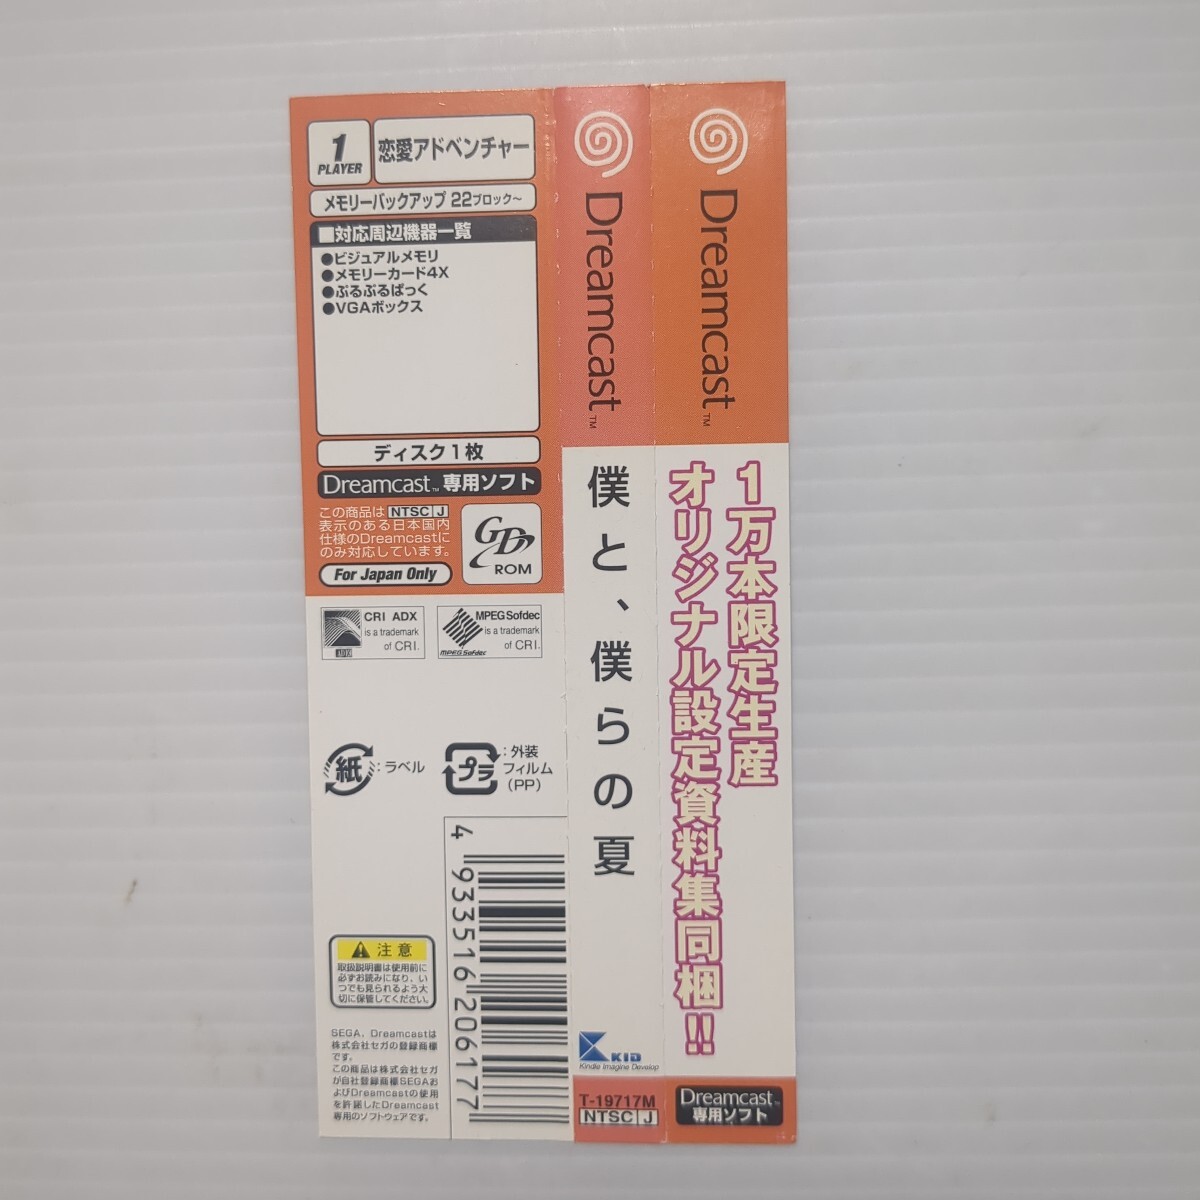 1
PLAYER
恋愛アドベンチャー
メモリーバックアップ 22ブロック～
■対応周辺機器一覧
●ビジュアルメモリ
●メモリーカード4X
●ぷるぷるぱっく
●VGAボックス
ディスク1枚
Dreamcast™ 専用ソフト
この商品は NTSC J
表示のある日本国内
仕様のDreamcastに
のみ対応しています。
For Japan Only
GD
ROM
CRI ADX
is a trademark
of CRI.
ADX
MPEG Sofdec
is a trademark
of CRI.
MPEG Sofdec
紙
:ラベル
プラ
:外装
フィルム
(PP)
4 933516 206177
注意
取扱説明書は使用前に
必ずお読みになり、い
つでも見られるよう大
切に保管してください。
SEGA、Dreamcastは
株式会社セガの登録商標
です。
この商品は株式会社セガ
が自社登録商標SEGAお
よびDreamcastの使用
を許諾したDreamcast
専用のソフトウェアです。
Dreamcast™
僕と、僕らの夏
KID
Kindle Imagine Develop
T-19717M
NTSC J
Dreamcast™
1万本限定生産
オリジナル設定資料集同梱!!
Dreamcast™
専用ソフト